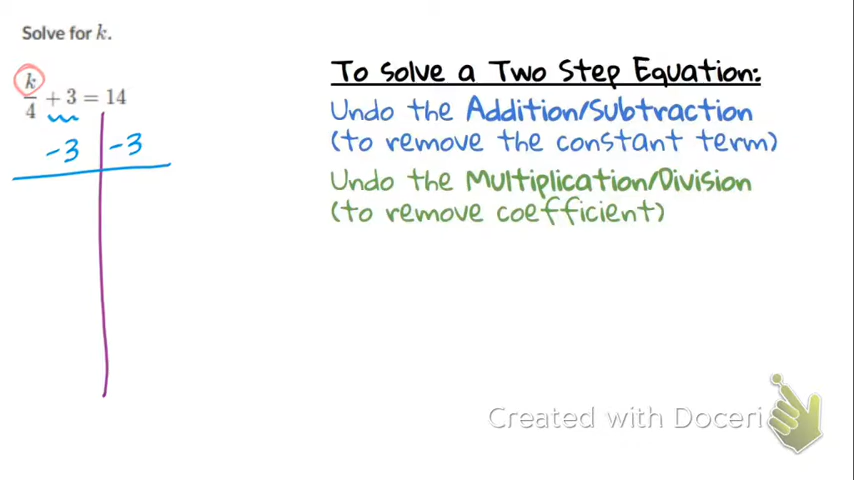 Solve for k.
k/4 + 3 = 14
-3 -3
To Solve a Two Step Equation:
Undo the Addition/Subtraction
(to remove the constant term)
Undo the Multiplication/Division
(to remove coefficient)
Created with Doceri